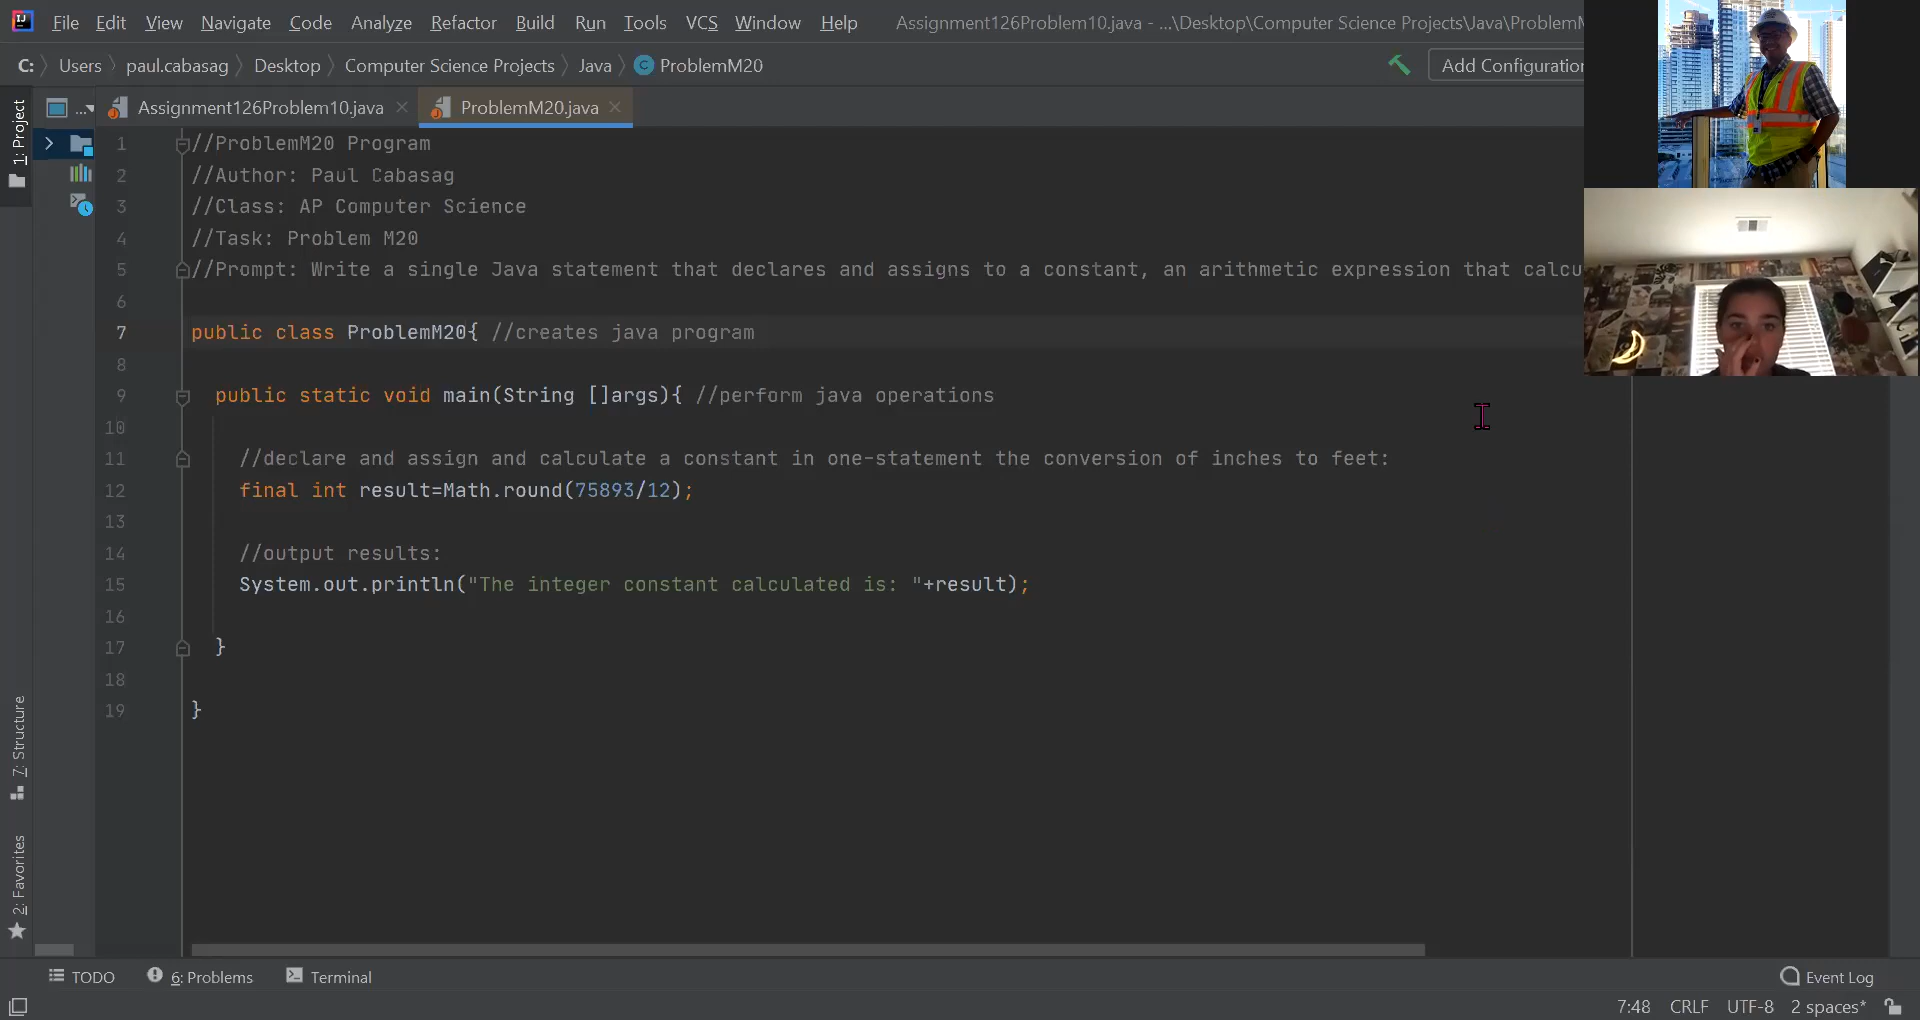 File Edit View Navigate Code Analyze Refactor Build Run Tools VCS Window Help Assignment126Problem10.java - ...\Desktop\Computer Science Projects\Java\ProblemM
C: Users paul.cabasag Desktop Computer Science Projects Java ProblemM20 Add Configuration
1: Project
... Assignment126Problem10.java ProblemM20.java
1 //ProblemM20 Program
2 //Author: Paul Cabasag
3 //Class: AP Computer Science
4 //Task: Problem M20
5 //Prompt: Write a single Java statement that declares and assigns to a constant, an arithmetic expression that calcu
6
7 public class ProblemM20{ //creates java program
8
9 public static void main(String []args){ //perform java operations
10
11 //declare and assign and calculate a constant in one-statement the conversion of inches to feet:
12 final int result=Math.round(75893/12);
13
14 //output results:
15 System.out.println("The integer constant calculated is: "+result);
16
17 }
18
19 }
7: Structure
2: Favorites
TODO 6: Problems Terminal Event Log
7:48 CRLF UTF-8 2 spaces*